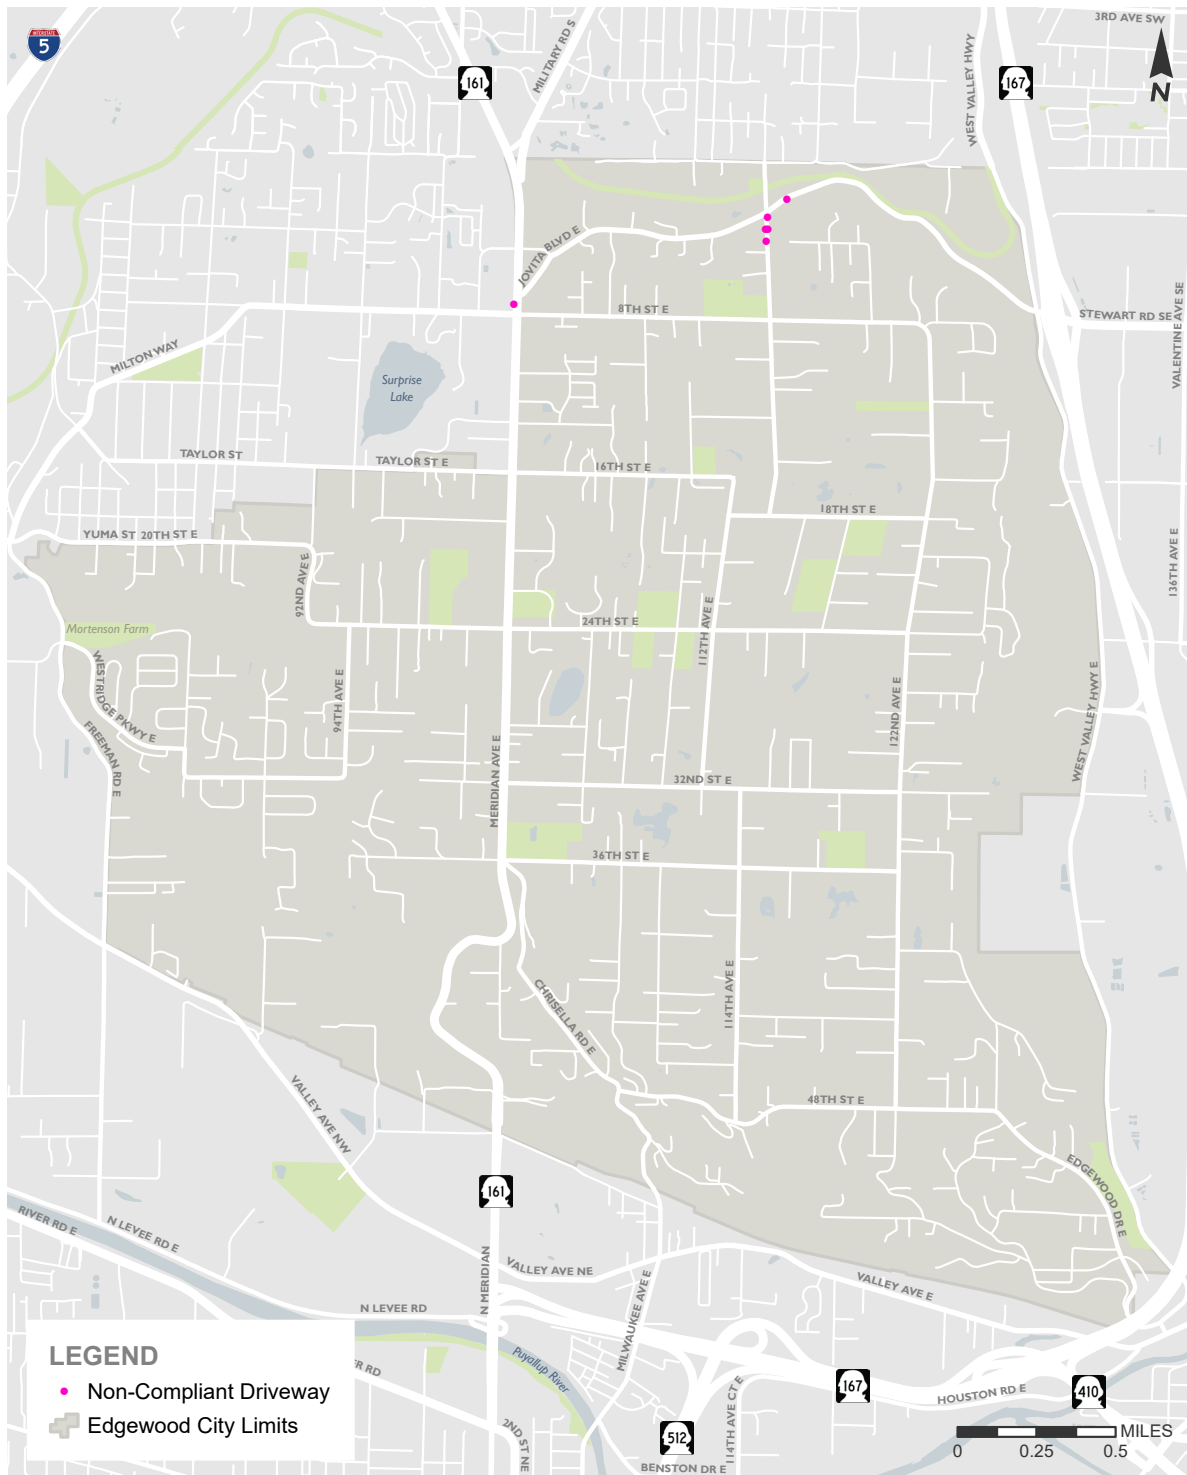 3RD AVE SW
INTERSTATE
5
161
MILITARY RD S
WEST VALLEY HWY
167
N
JOVITA BLVD E
8TH ST E
STEWART RD SE
VALENTINE AVE SE
MILTON WAY
Surprise
Lake
TAYLOR ST
TAYLOR ST E
16TH ST E
18TH ST E
YUMA ST
20TH ST E
92ND AVE E
136TH AVE E
24TH ST E
112TH AVE E
Mortenson Farm
WESTRIDGE PKWY E
94TH AVE E
122ND AVE E
WEST VALLEY HWY E
FREEMAN RD E
MERIDIAN AVE E
32ND ST E
36TH ST E
CHRISELLA RD E
114TH AVE E
48TH ST E
VALLEY AVE NW
EDGEWOOD DR E
161
RIVER RD E
N LEVEE RD E
N MERIDIAN
VALLEY AVE NE
MILWAUKEE AVE E
VALLEY AVE E
N LEVEE RD
Puyallup River
ER RD
167
HOUSTON RD E
410
114TH AVE CT E
512
2ND ST NE
BENSTON DR E
LEGEND
Non-Compliant Driveway
Edgewood City Limits
MILES
0 0.25 0.5